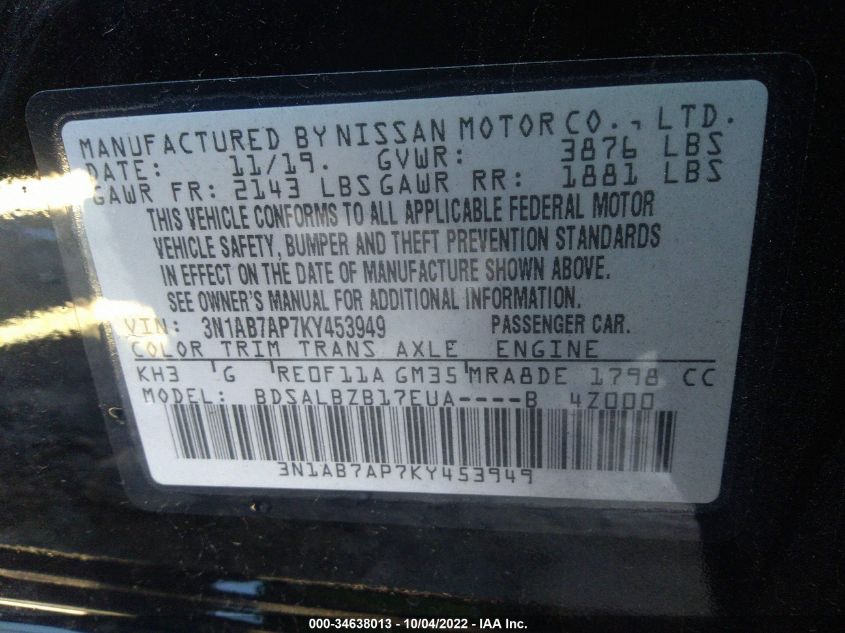 MANUFACTURED BY NISSAN MOTOR CO., LTD.
DATE: 11/19. GVWR: 3876 LBS
GAWR FR: 2143 LBS GAWR RR: 1881 LBS
THIS VEHICLE CONFORMS TO ALL APPLICABLE FEDERAL MOTOR
VEHICLE SAFETY, BUMPER AND THEFT PREVENTION STANDARDS
IN EFFECT ON THE DATE OF MANUFACTURE SHOWN ABOVE.
SEE OWNER'S MANUAL FOR ADDITIONAL INFORMATION.
VIN: 3N1AB7AP7KY453949 PASSENGER CAR.
COLOR TRIM TRANS AXLE ENGINE
KH3 'G 'RE0F11A GM35'MRA8DE 1798 CC
MODEL: BDSALBZB17EUA----B 4Z000
3N1AB7AP7KY453949
000-34638013 - 10/04/2022 - IAA Inc.